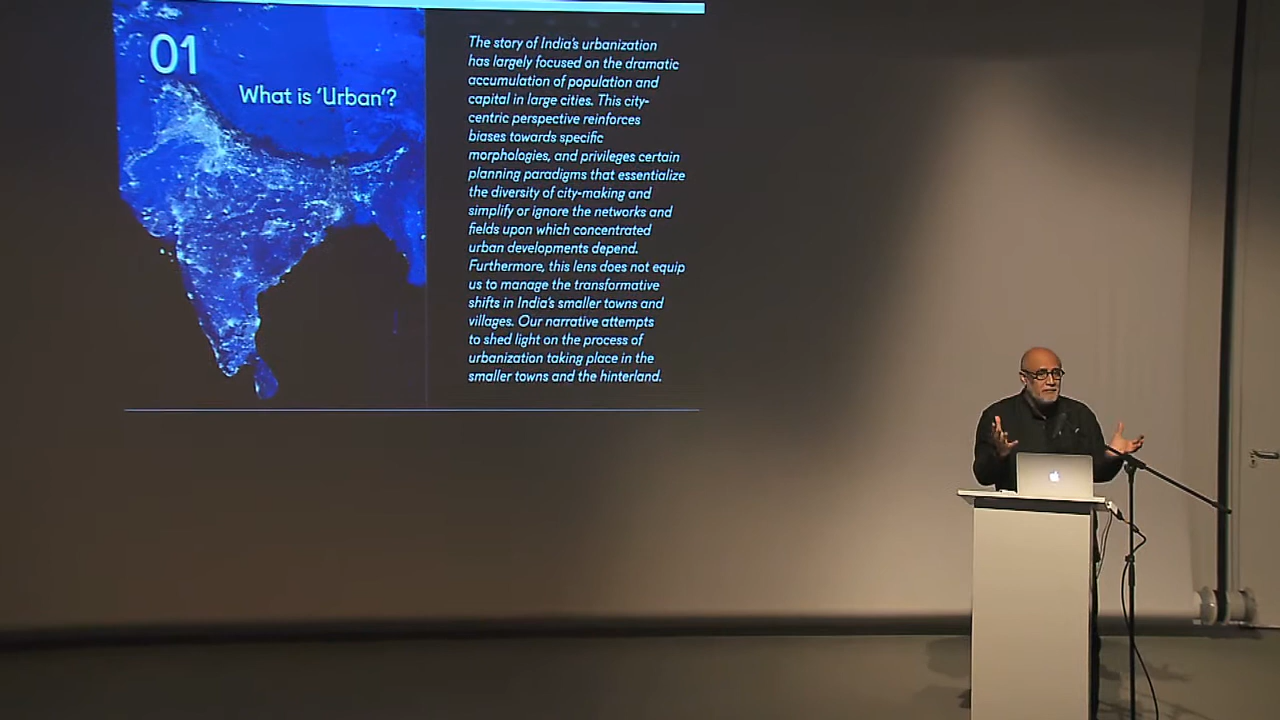 01
What is ‘Urban’?
The story of India's urbanization
has largely focused on the dramatic
accumulation of population and
capital in large cities. This city-
centric perspective reinforces
biases towards specific
morphologies, and privileges certain
planning paradigms that essentialize
the diversity of city-making and
simplify or ignore the networks and
fields upon which concentrated
urban developments depend.
Furthermore, this lens does not equip
us to manage the transformative
shifts in India's smaller towns and
villages. Our narrative attempts
to shed light on the process of
urbanization taking place in the
smaller towns and the hinterland.